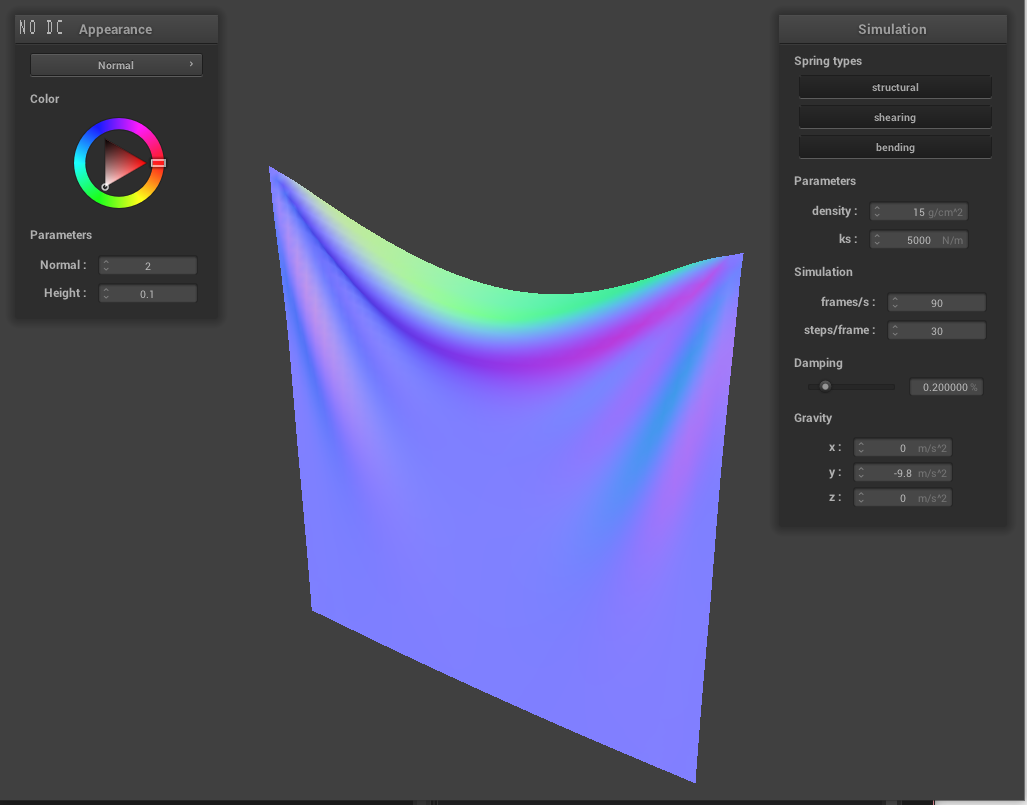 NO DC
Appearance
Normal
Color
Parameters
Normal : 2
Height : 0.1
Simulation
Spring types
structural
shearing
bending
Parameters
density : 15 g/cm^2
ks : 5000 N/m
Simulation
frames/s : 90
steps/frame : 30
Damping
0.200000 %
Gravity
x : 0 m/s^2
y : -9.8 m/s^2
z : 0 m/s^2